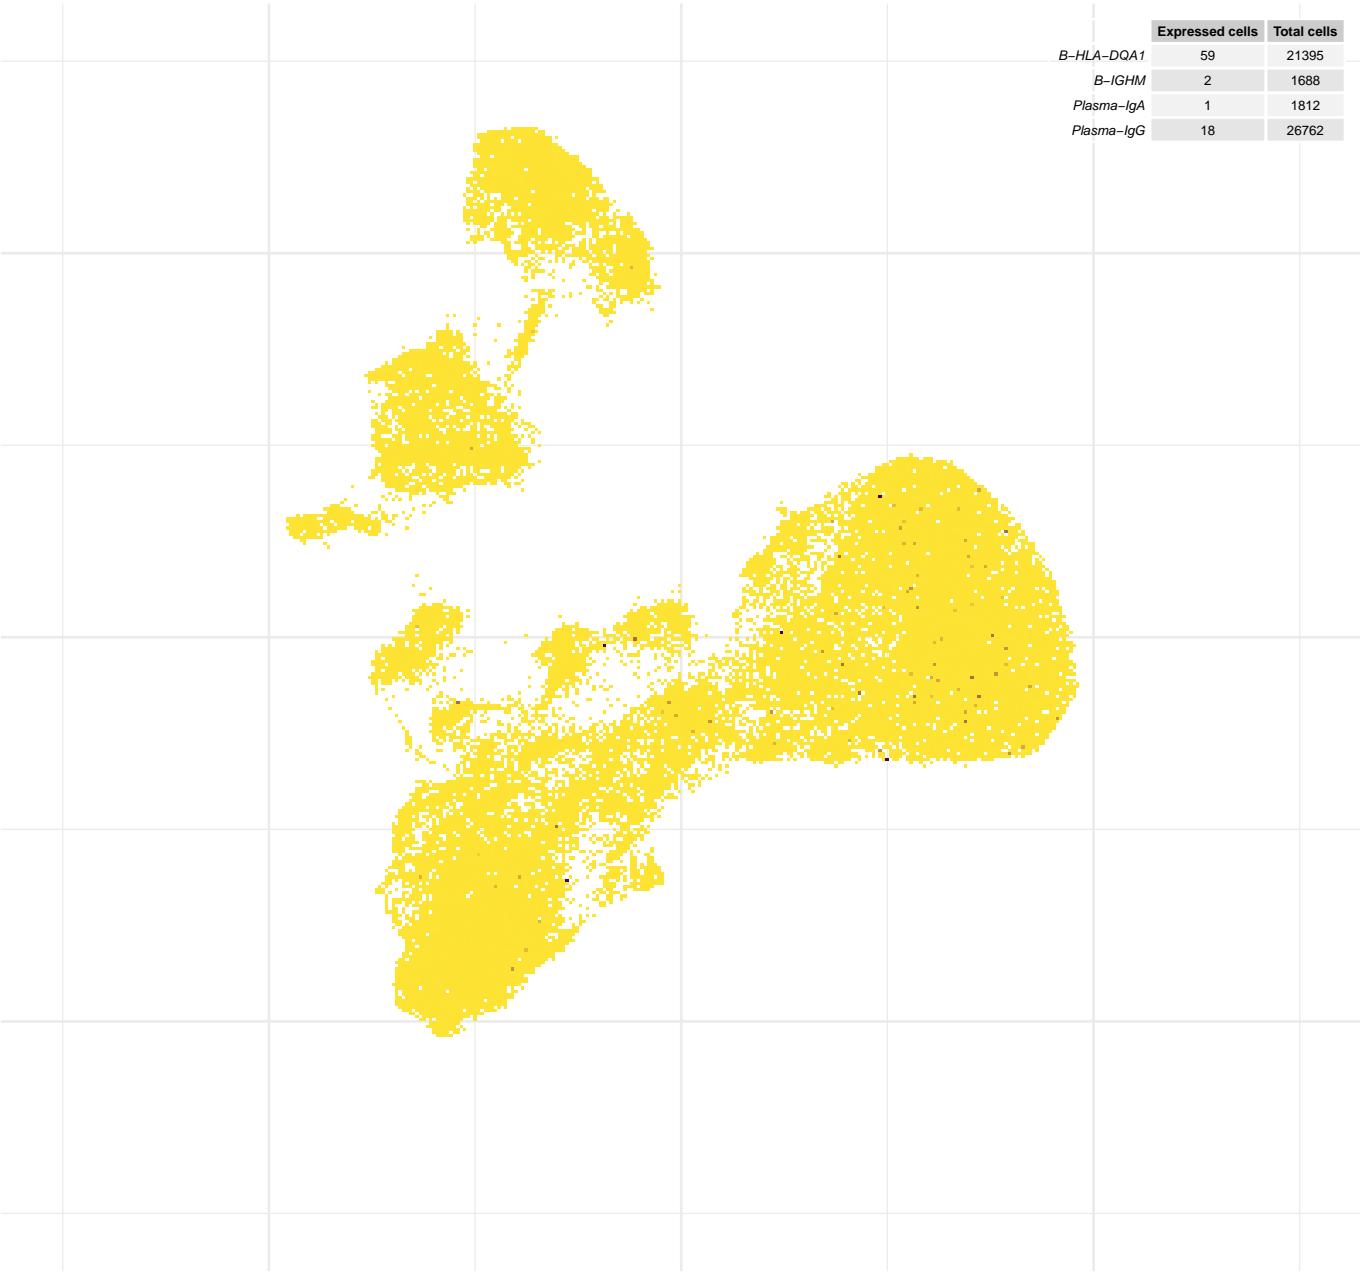 Expressed cells Total cells
B−HLA−DQA1 59 21395
B−IGHM 2 1688
Plasma−IgA 1 1812
Plasma−IgG 18 26762